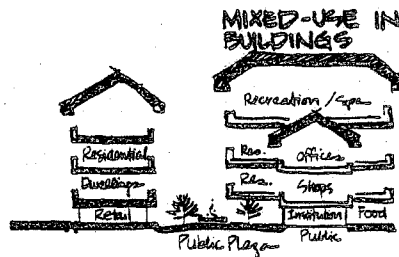 MIXED-USE IN
BUILDINGS
Recreation / Spa
Residential
Res. Offices
Dwellings
Res. Shops
Retail
Institution Food
Public Plaza
Public